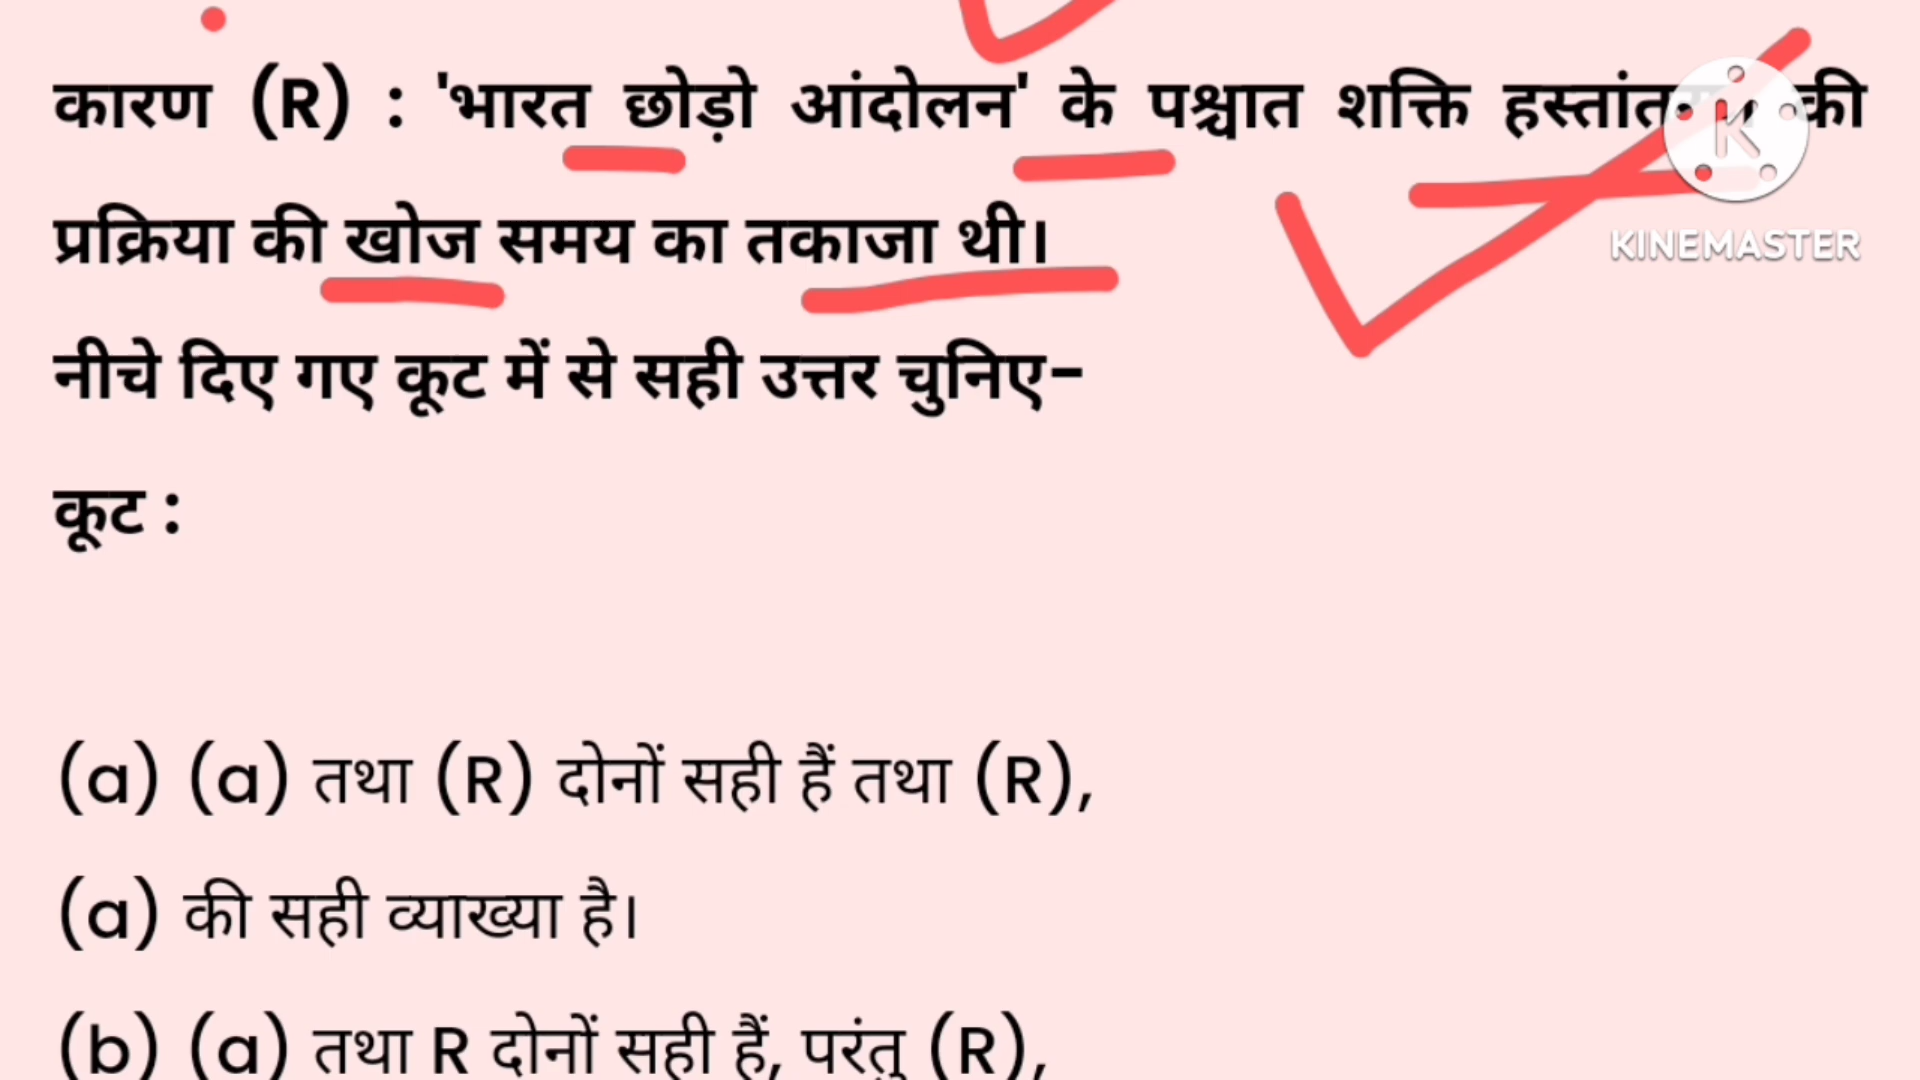 कारण (R) : 'भारत छोड़ो आंदोलन' के पश्चात शक्ति की
प्रक्रिया की खोज समय का तकाजा थी।
KINEMASTER
नीचे दिए गए कूट में से सही उत्तर चुनिए-
कूट :
(a) (a) तथा (R) दोनों सही हैं तथा (R),
(a) की सही व्याख्या है।
(b) (a) तथा R दोनों सही हैं, परंतु (R),